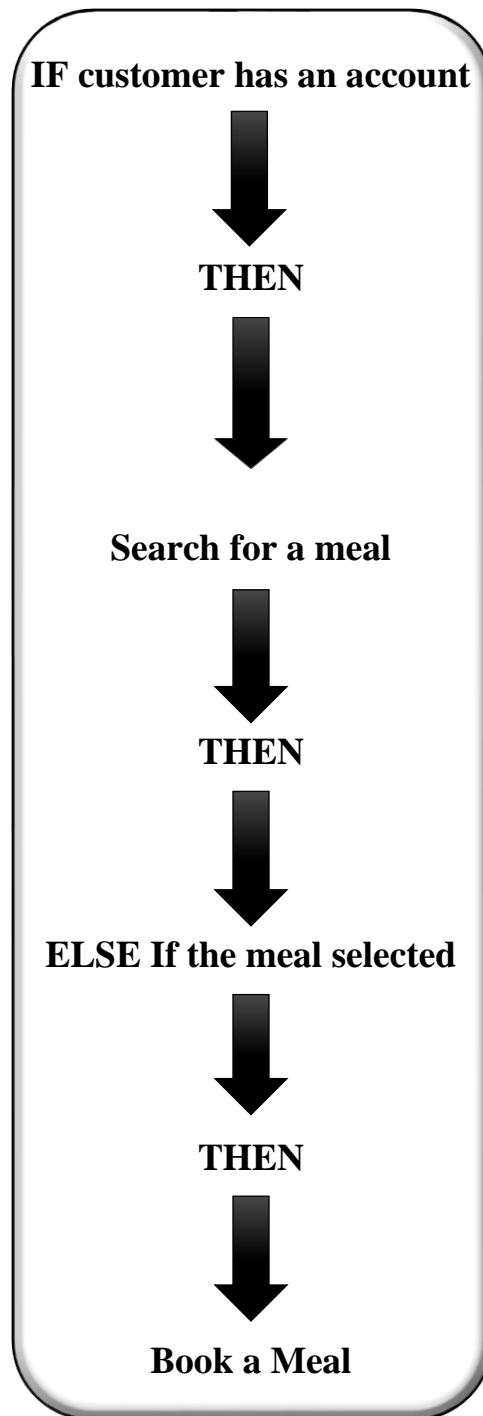 IF customer has an account
THEN
Search for a meal
THEN
ELSE If the meal selected
THEN
Book a Meal